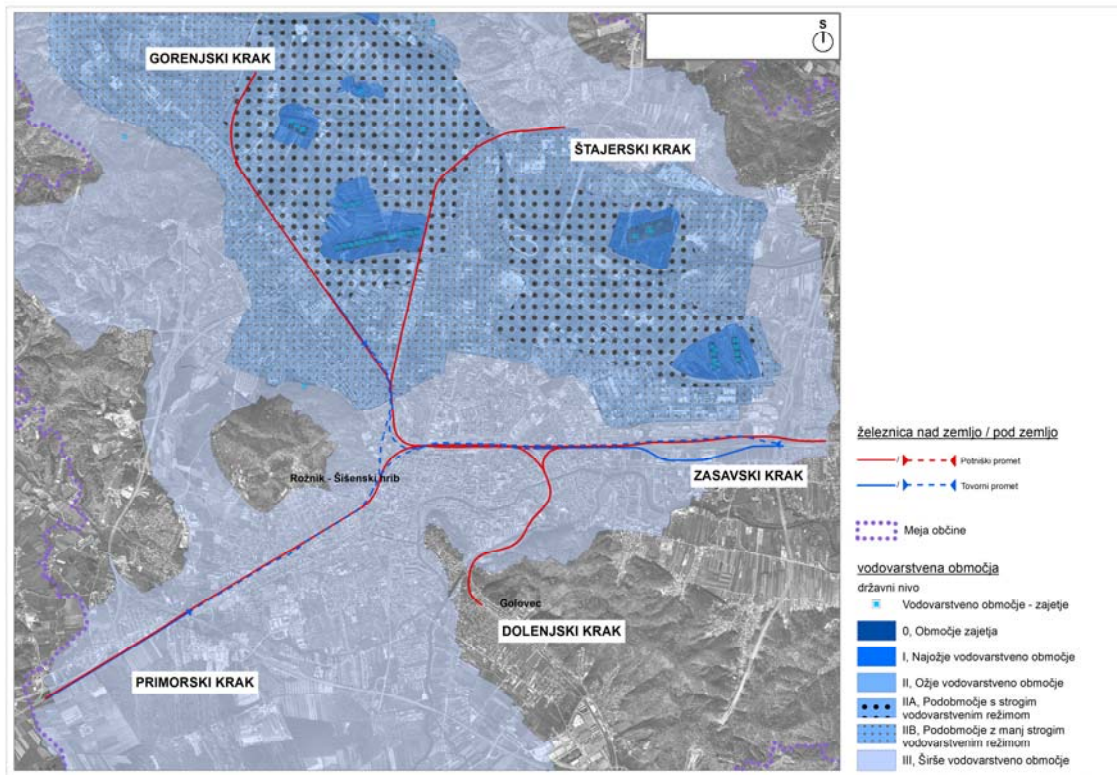 S
GORENJSKI KRAK
ŠTAJERSKI KRAK
Rožnik - Šišenski hrib
ZASAVSKI KRAK
Golovec
DOLENJSKI KRAK
PRIMORSKI KRAK
železnica nad zemljo / pod zemljo
/ Potniški promet
/ Tovorni promet
Meja občine
vodovarstvena območja
državni nivo
Vodovarstveno območje - zajetje
0, Območje zajetja
I, Najožje vodovarstveno območje
II, Ožje vodovarstveno območje
IIA, Podobmočje s strogim
vodovarstvenim režimom
IIB, Podobmočje z manj strogim
vodovarstvenim režimom
III, Širše vodovarstveno območje